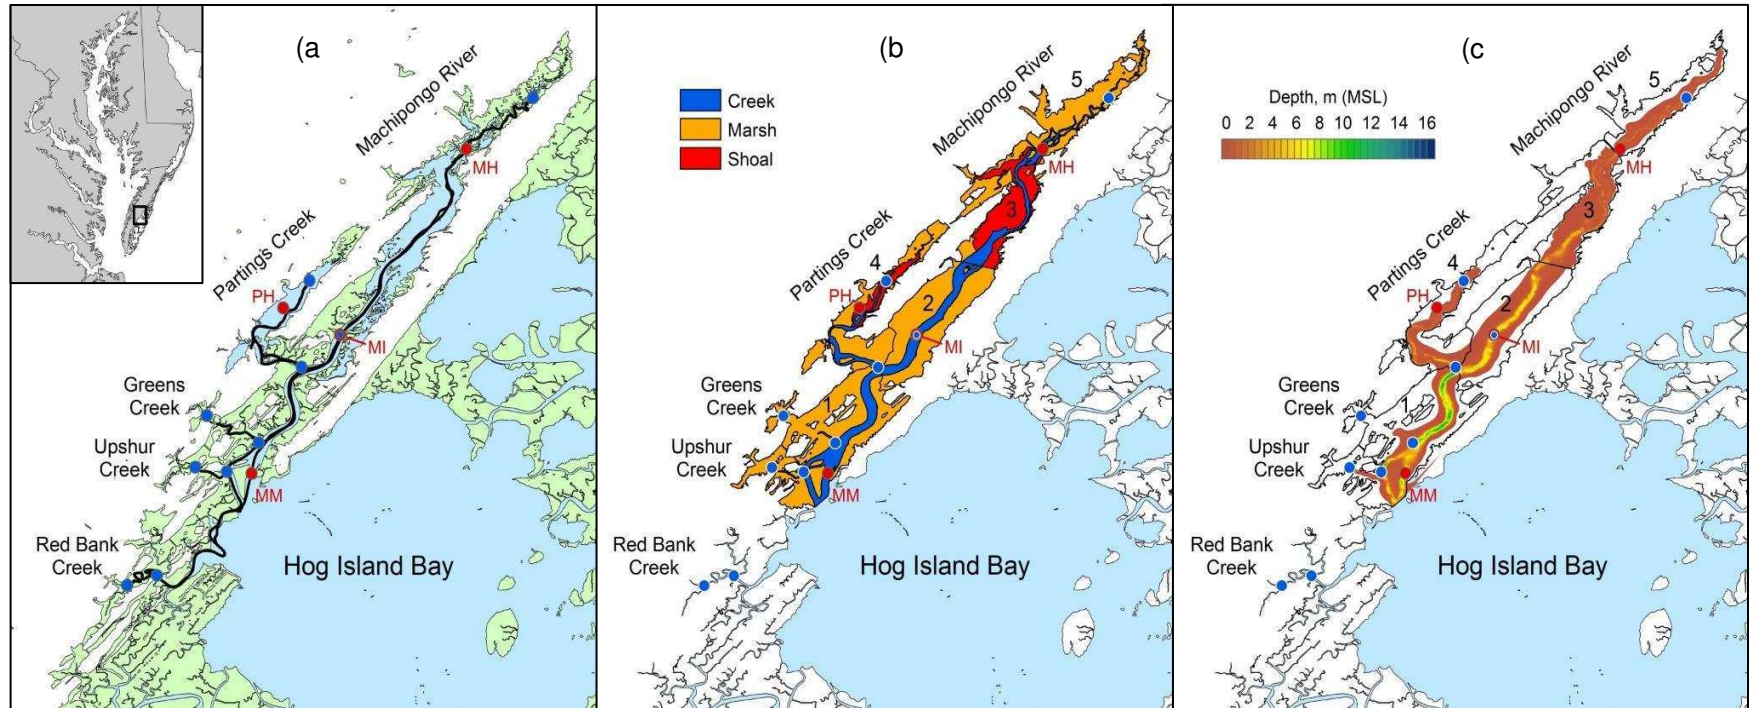 (a)
Machipongo River
MH
Partings Creek
PH
MI
Greens
Creek
Upshur
Creek
MM
Red Bank
Creek
Hog Island Bay
(b)
Creek
Marsh
Shoal
5
Machipongo River
MH
3
Partings Creek
4
PH
2
MI
Greens
Creek
1
Upshur
Creek
MM
Red Bank
Creek
Hog Island Bay
(c)
Depth, m (MSL)
0 2 4 6 8 10 12 14 16
5
Machipongo River
MH
3
Partings Creek
4
PH
2
MI
Greens
Creek
1
Upshur
Creek
MM
Red Bank
Creek
Hog Island Bay